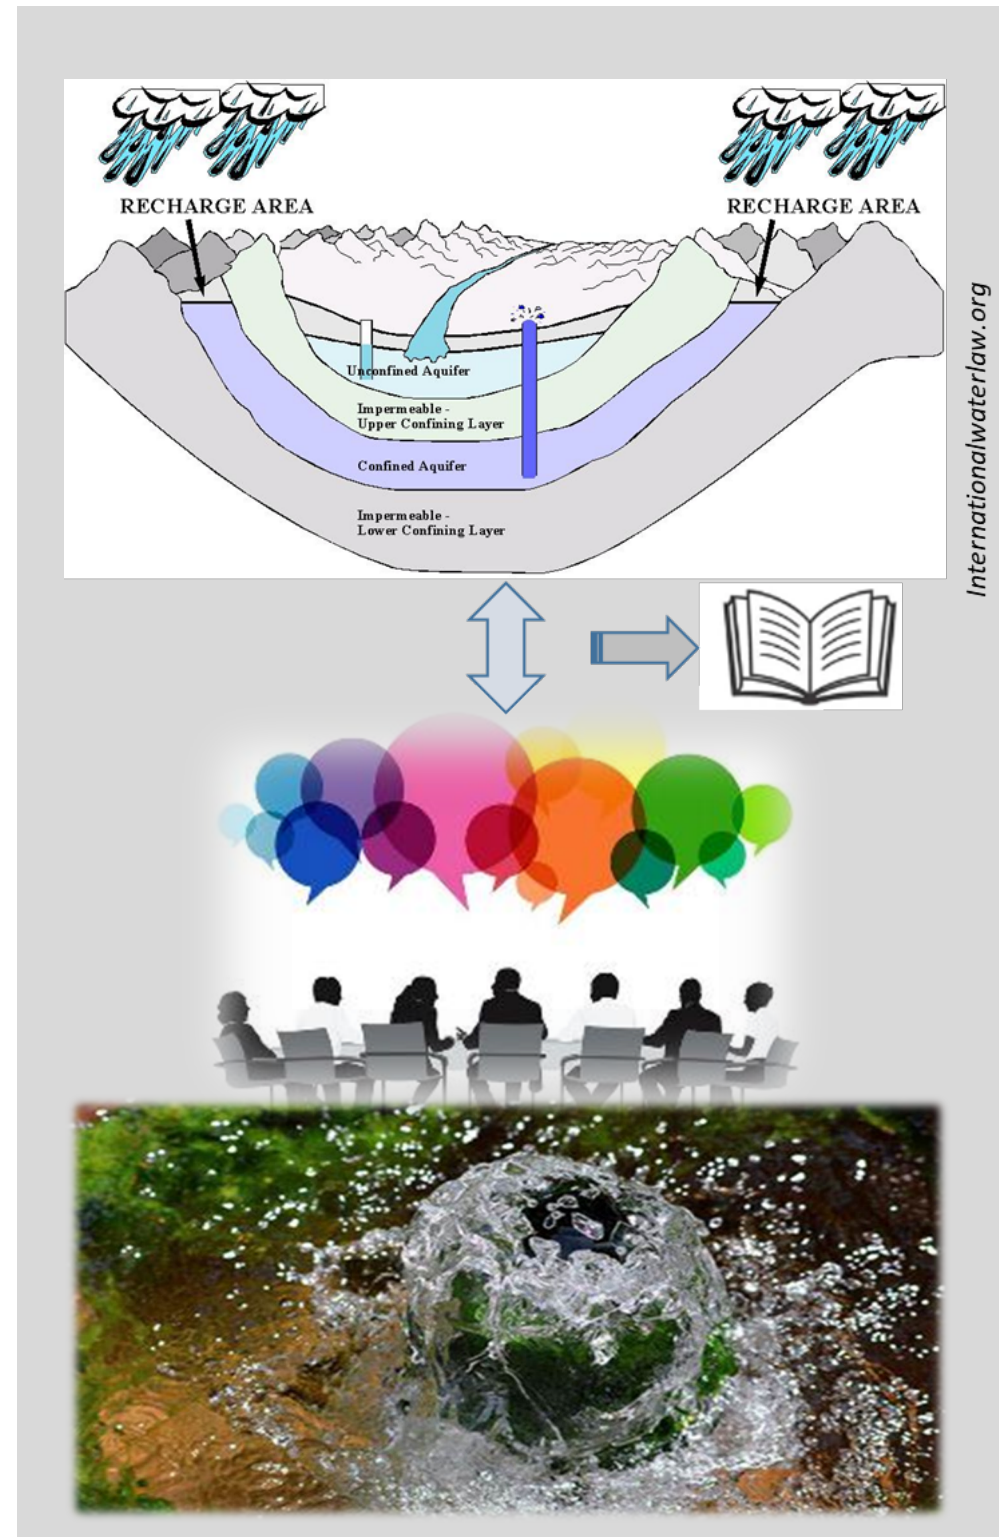 RECHARGE AREA
RECHARGE AREA
Unconfined Aquifer
Impermeable -
Upper Confining Layer
Confined Aquifer
Impermeable -
Lower Confining Layer
Internationalwaterlaw.org